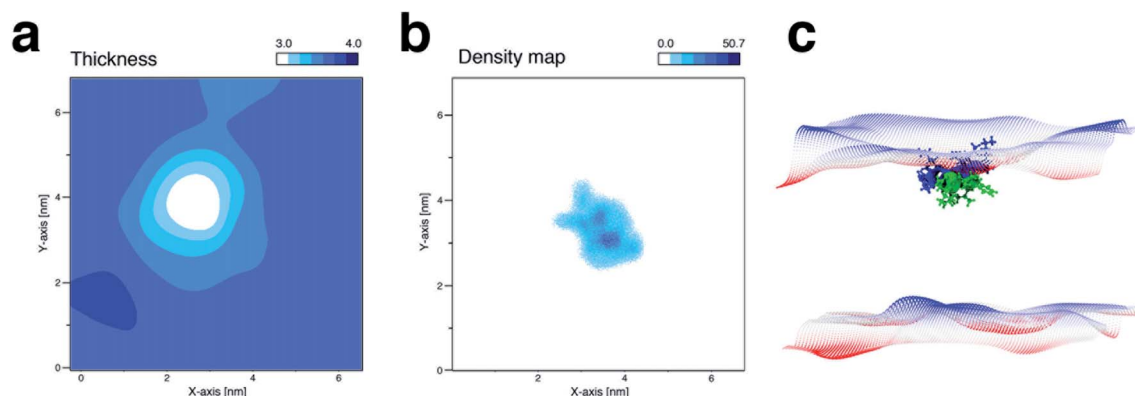 a
Thickness
3.0 4.0
Y-axis [nm]
6
4
2
0
0 2 4 6
X-axis [nm]
b
Density map
0.0 50.7
Y-axis [nm]
6
4
2
0
2 4 6
X-axis [nm]
c